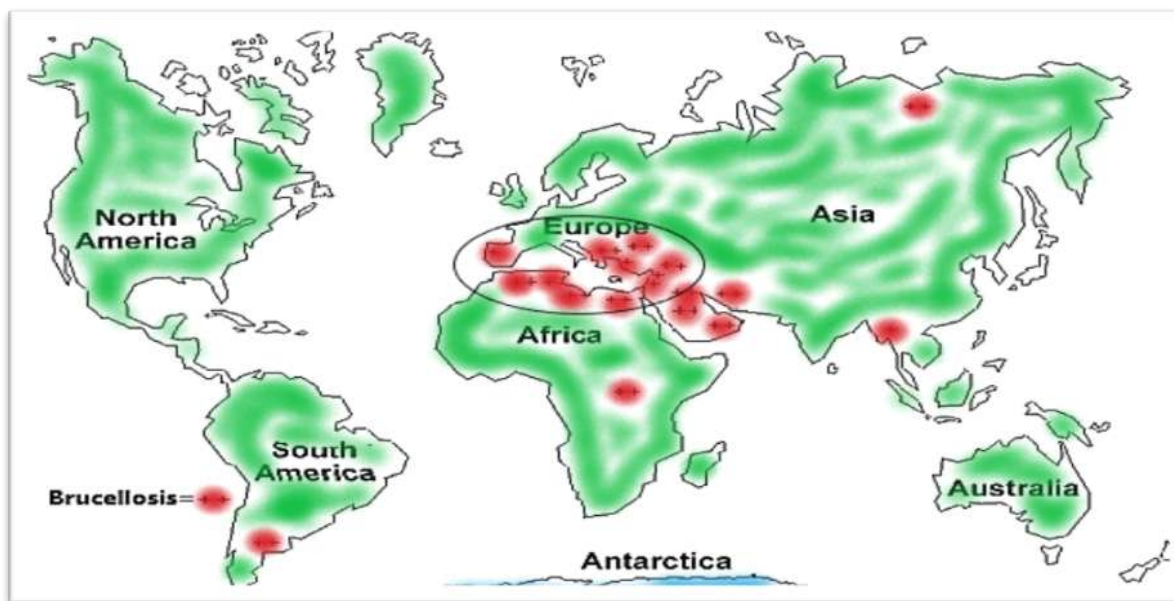 North
America
Europe
Asia
Africa
South
America
Brucellosis=
Australia
Antarctica